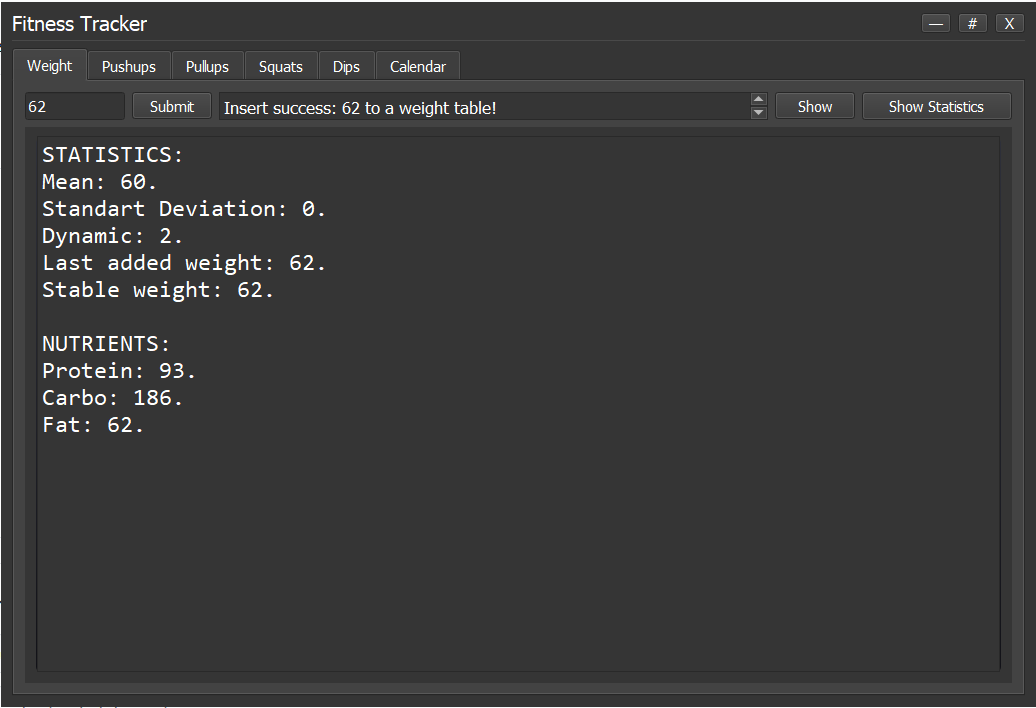 Fitness Tracker — # X
Weight Pushups Pullups Squats Dips Calendar
62 Submit Insert success: 62 to a weight table! Show Show Statistics
STATISTICS:
Mean: 60.
Standart Deviation: 0.
Dynamic: 2.
Last added weight: 62.
Stable weight: 62.
NUTRIENTS:
Protein: 93.
Carbo: 186.
Fat: 62.